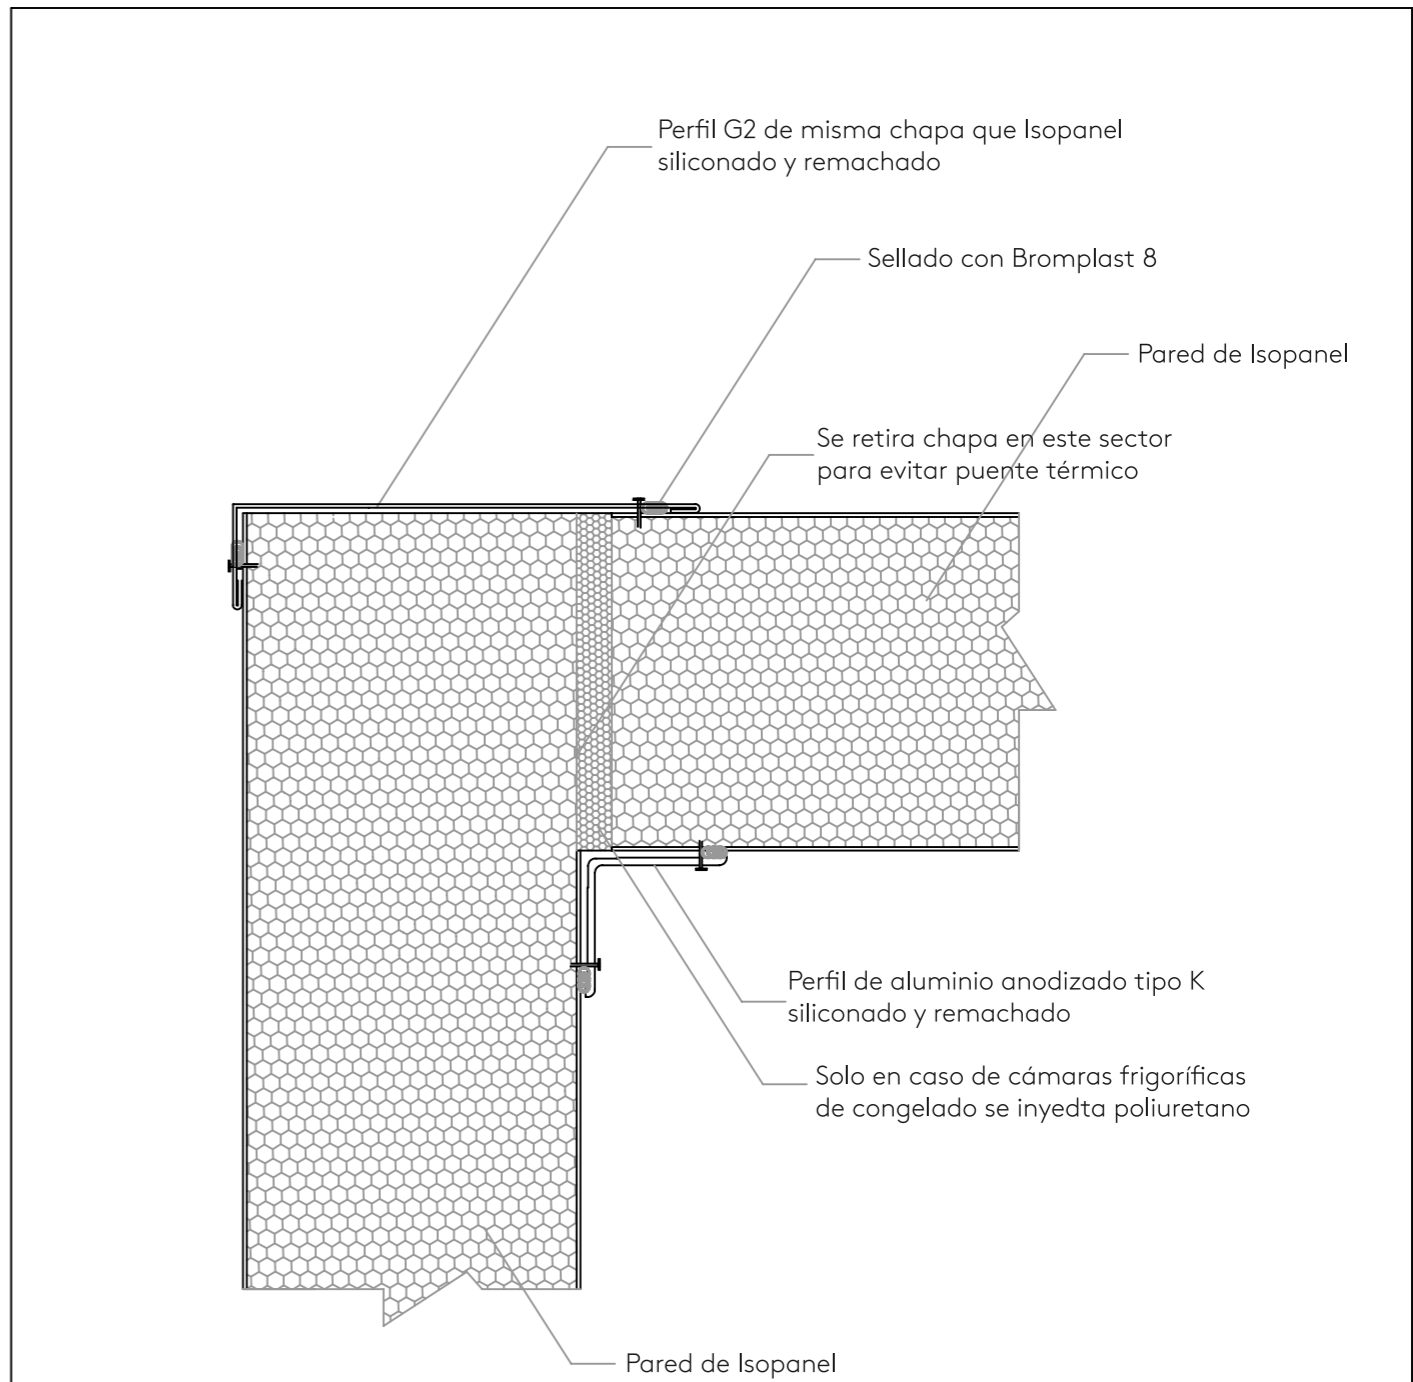 Perfil G2 de misma chapa que Isopanel
siliconado y remachado
Sellado con Bromplast 8
Pared de Isopanel
Se retira chapa en este sector
para evitar puente térmico
Perfil de aluminio anodizado tipo K
siliconado y remachado
Solo en caso de cámaras frigoríficas
de congelado se inyedta poliuretano
Pared de Isopanel